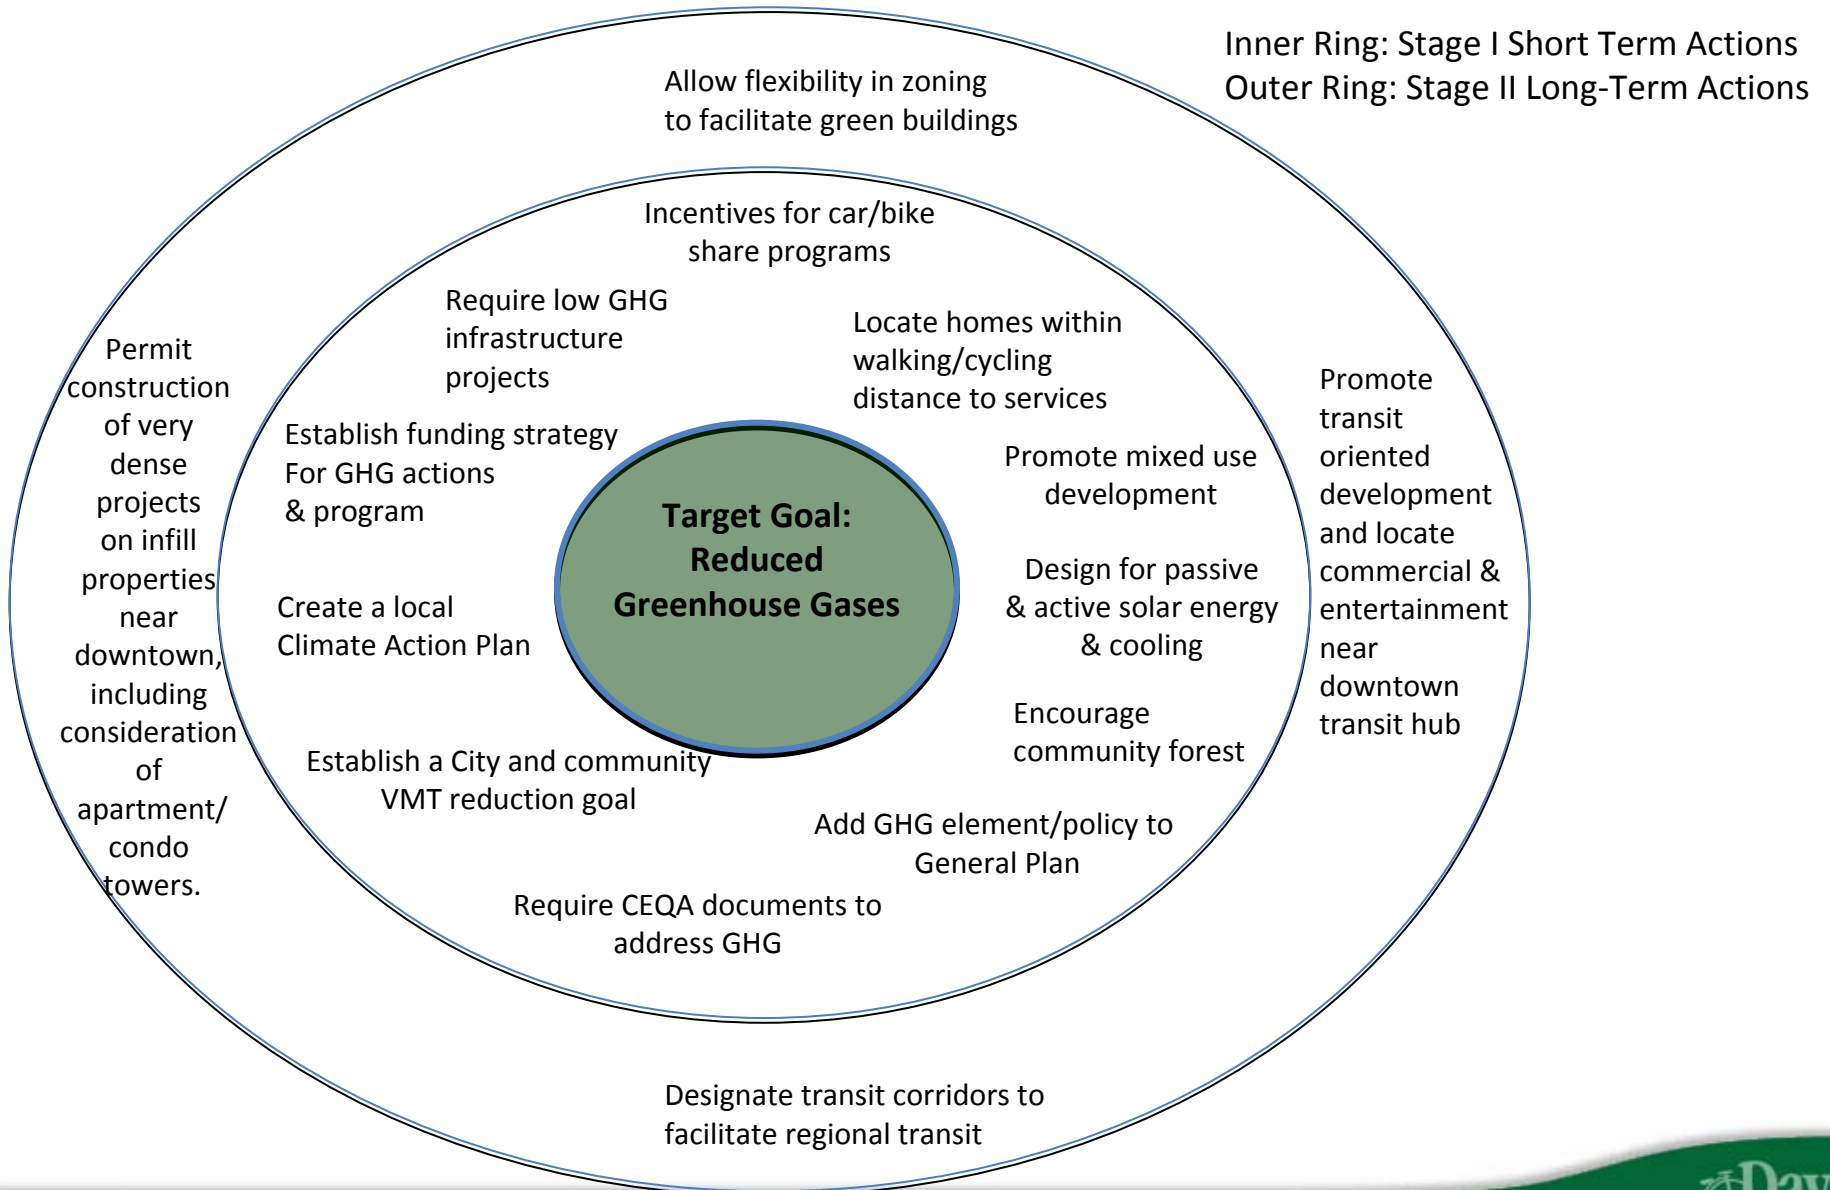 Inner Ring: Stage I Short Term Actions
Outer Ring: Stage II Long-Term Actions
Allow flexibility in zoning
to facilitate green buildings
Incentives for car/bike
share programs
Require low GHG
infrastructure
projects
Locate homes within
walking/cycling
distance to services
Permit
construction
of very
dense
projects
on infill
properties
near
downtown,
including
consideration
of
apartment/
condo
towers.
Establish funding strategy
For GHG actions
& program
Promote mixed use
development
Promote
transit
oriented
development
and locate
commercial &
entertainment
near
downtown
transit hub
Target Goal:
Reduced
Greenhouse Gases
Design for passive
& active solar energy
& cooling
Create a local
Climate Action Plan
Encourage
community forest
Establish a City and community
VMT reduction goal
Add GHG element/policy to
General Plan
Require CEQA documents to
address GHG
Designate transit corridors to
facilitate regional transit